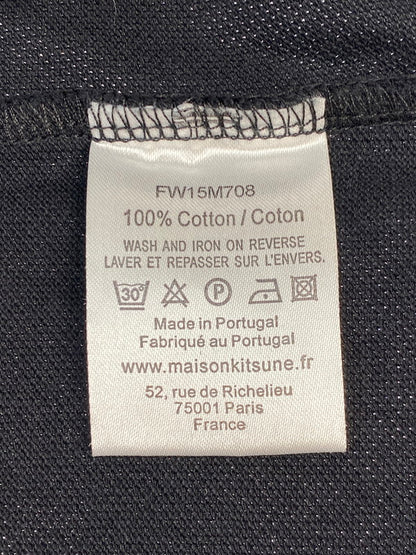 FW15M708
100% Cotton / Coton
WASH AND IRON ON REVERSE
LAVER ET REPASSER SUR L'ENVERS.
30° P
Made in Portugal
Fabriqué au Portugal
www.maisonkitsune.fr
52, rue de Richelieu
75001 Paris
France